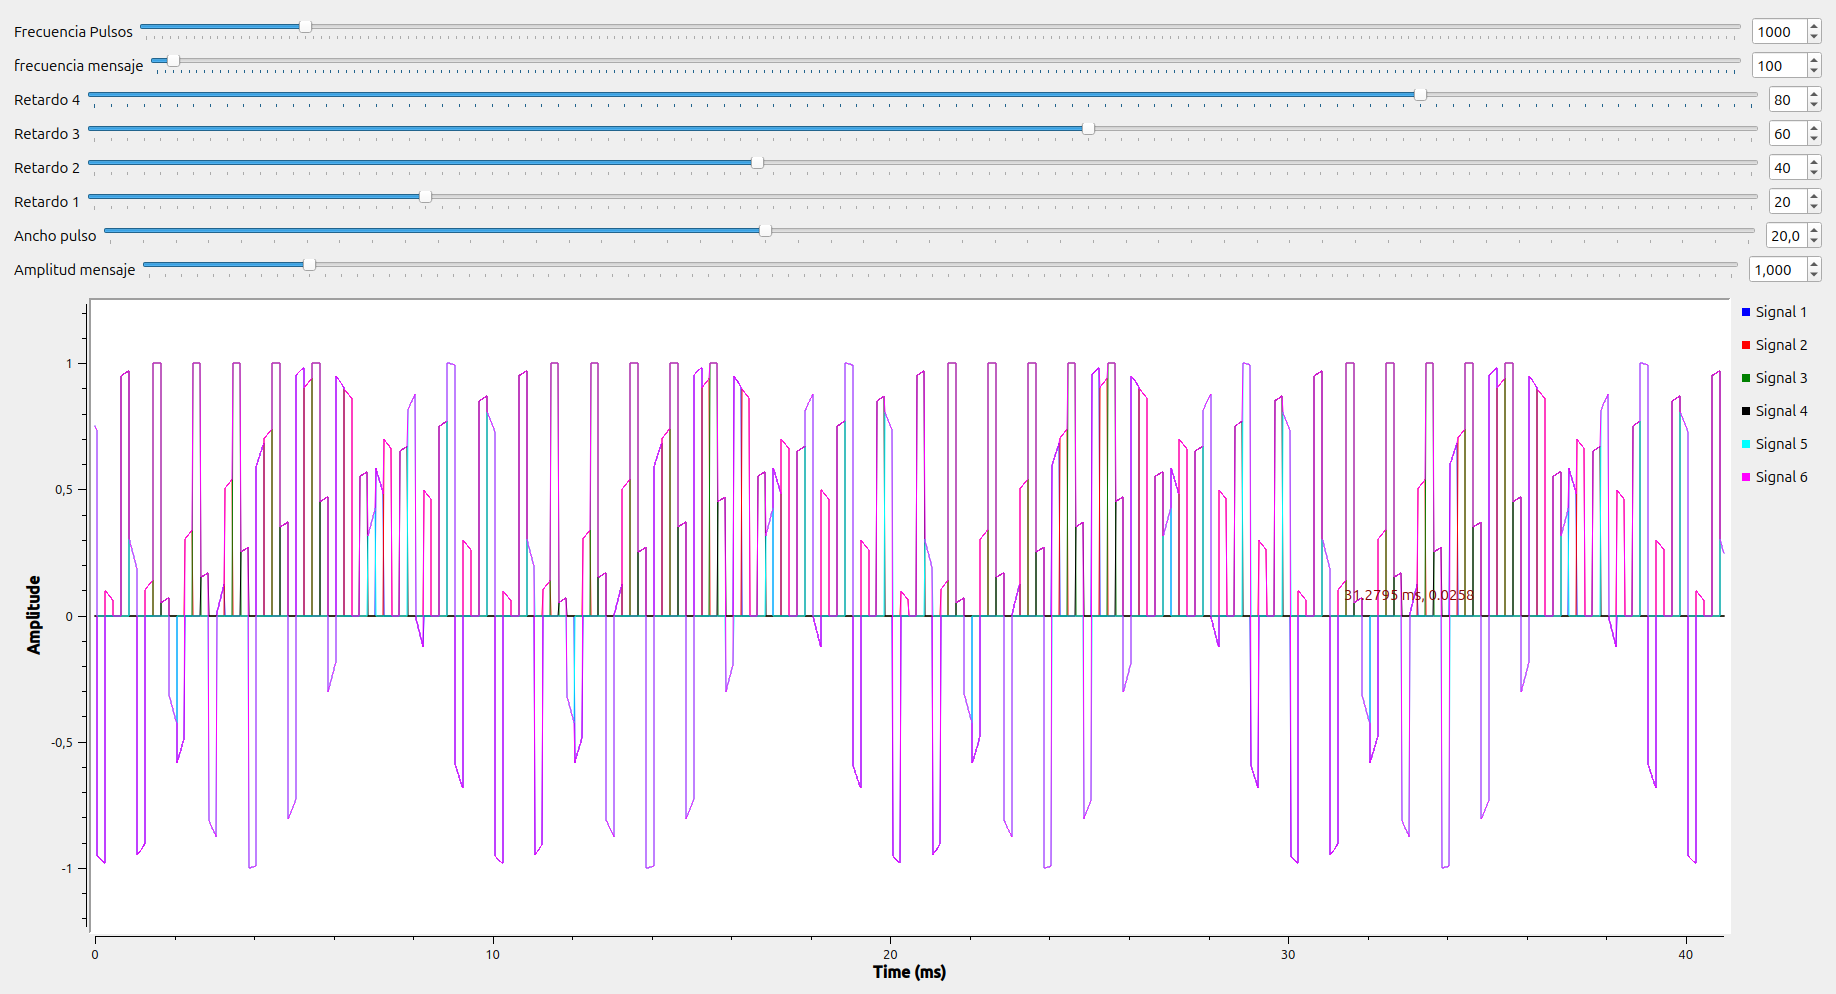 Frecuencia Pulsos 1000
frecuencia mensaje 100
Retardo 4 80
Retardo 3 60
Retardo 2 40
Retardo 1 20
Ancho pulso 20,0
Amplitud mensaje 1,000
Signal 1
Signal 2
Signal 3
Signal 4
Signal 5
Signal 6
Amplitude
1
0,5
0
-0,5
-1
31.2795 ms, 0.0258
0 10 20 30 40
Time (ms)